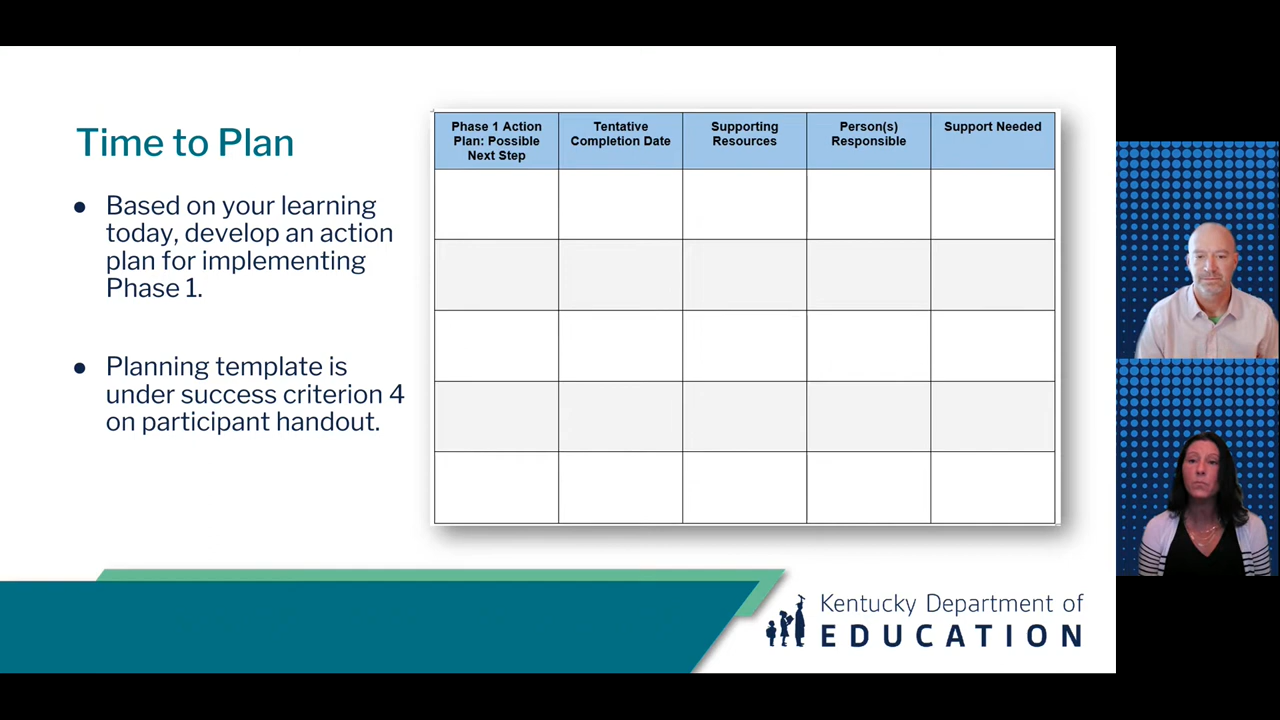 Time to Plan
● Based on your learning
today, develop an action
plan for implementing
Phase 1.
● Planning template is
under success criterion 4
on participant handout.
Phase 1 Action
Plan: Possible
Next Step
Tentative
Completion Date
Supporting
Resources
Person(s)
Responsible
Support Needed
Kentucky Department of
EDUCATION